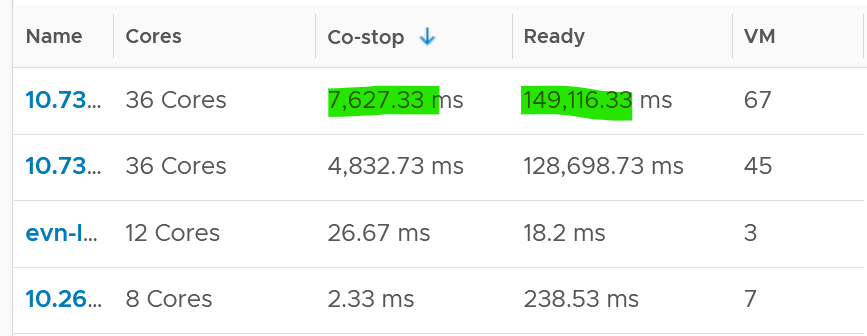 Name Cores Co-stop Ready VM
10.73... 36 Cores 7,627.33 ms 149,116.33 ms 67
10.73... 36 Cores 4,832.73 ms 128,698.73 ms 45
evn-l... 12 Cores 26.67 ms 18.2 ms 3
10.26... 8 Cores 2.33 ms 238.53 ms 7